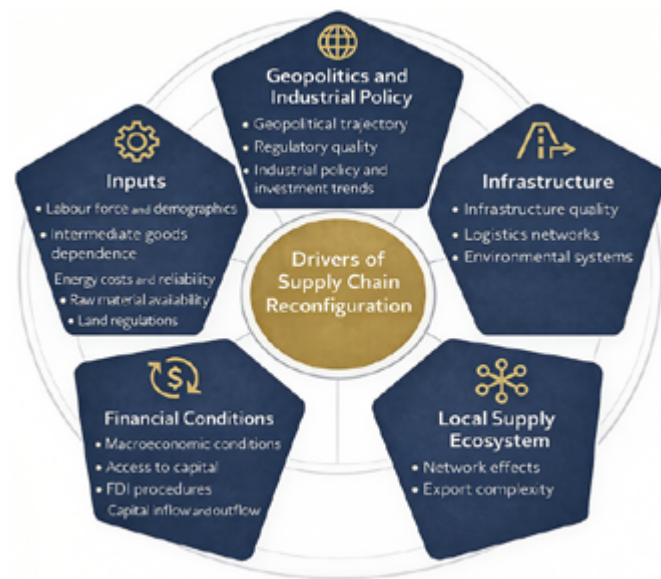 Geopolitics and
Industrial Policy
• Geopolitical trajectory
• Regulatory quality
• Industrial policy and
investment trends
Inputs
• Labour force and demographics
• Intermediate goods
dependence
Energy costs and reliability
• Raw material availability
• Land regulations
Infrastructure
• Infrastructure quality
• Logistics networks
• Environmental systems
Drivers of
Supply Chain
Reconfiguration
Financial Conditions
• Macroeconomic conditions
• Access to capital
• FDI procedures
Capital inflow and outflow
Local Supply
Ecosystem
• Network effects
• Export complexity